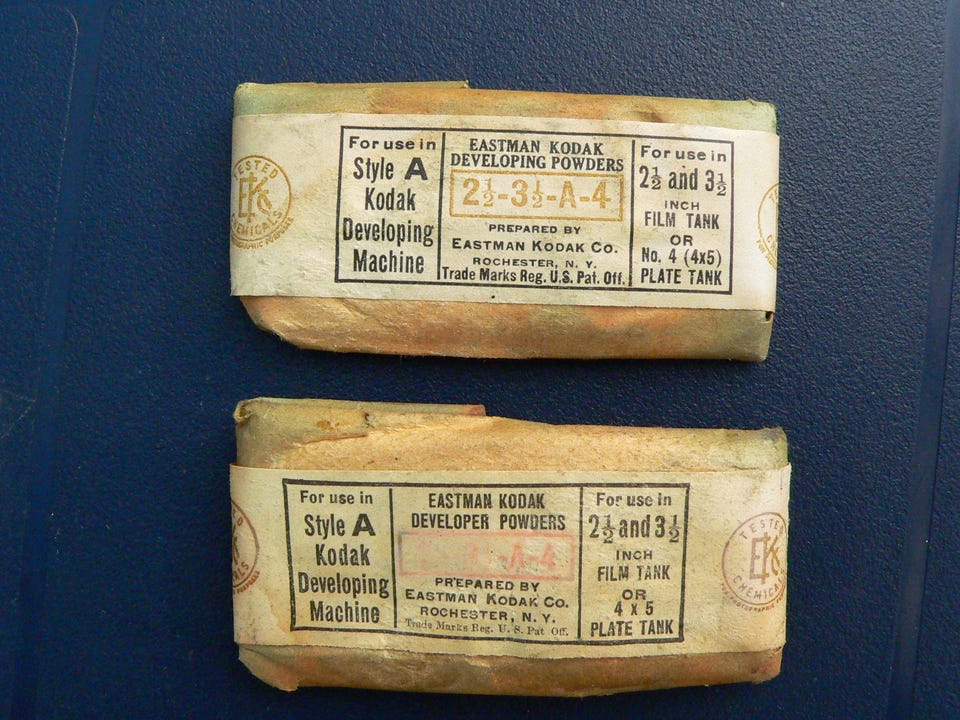 TESTED
EKCo
CHEMICALS
For use in
Style A
Kodak
Developing
Machine
EASTMAN KODAK
DEVELOPING POWDERS
2½-3½-A-4
PREPARED BY
EASTMAN KODAK CO.
ROCHESTER, N. Y.
Trade Marks Reg. U.S. Pat. Off.
For use in
2½ and 3½
INCH
FILM TANK
OR
No. 4 (4x5)
PLATE TANK
For use in
Style A
Kodak
Developing
Machine
EASTMAN KODAK
DEVELOPER POWDERS
-A-4
PREPARED BY
EASTMAN KODAK CO.
ROCHESTER, N. Y.
Trade Marks Reg. U. S. Pat. Off.
For use in
2½ and 3½
INCH
FILM TANK
OR
4 x 5
PLATE TANK
TESTED
EKCo